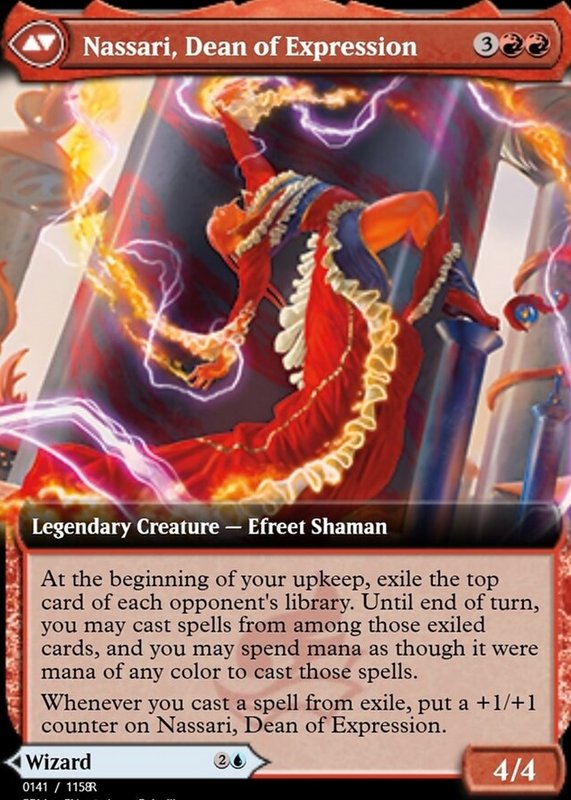 Nassari, Dean of Expression
3
Legendary Creature — Efreet Shaman
At the beginning of your upkeep, exile the top
card of each opponent's library. Until end of turn,
you may cast spells from among those exiled
cards, and you may spend mana as though it were
mana of any color to cast those spells.
Whenever you cast a spell from exile, put a +1/+1
counter on Nassari, Dean of Expression.
Wizard 2
4/4
0141 / 1158R